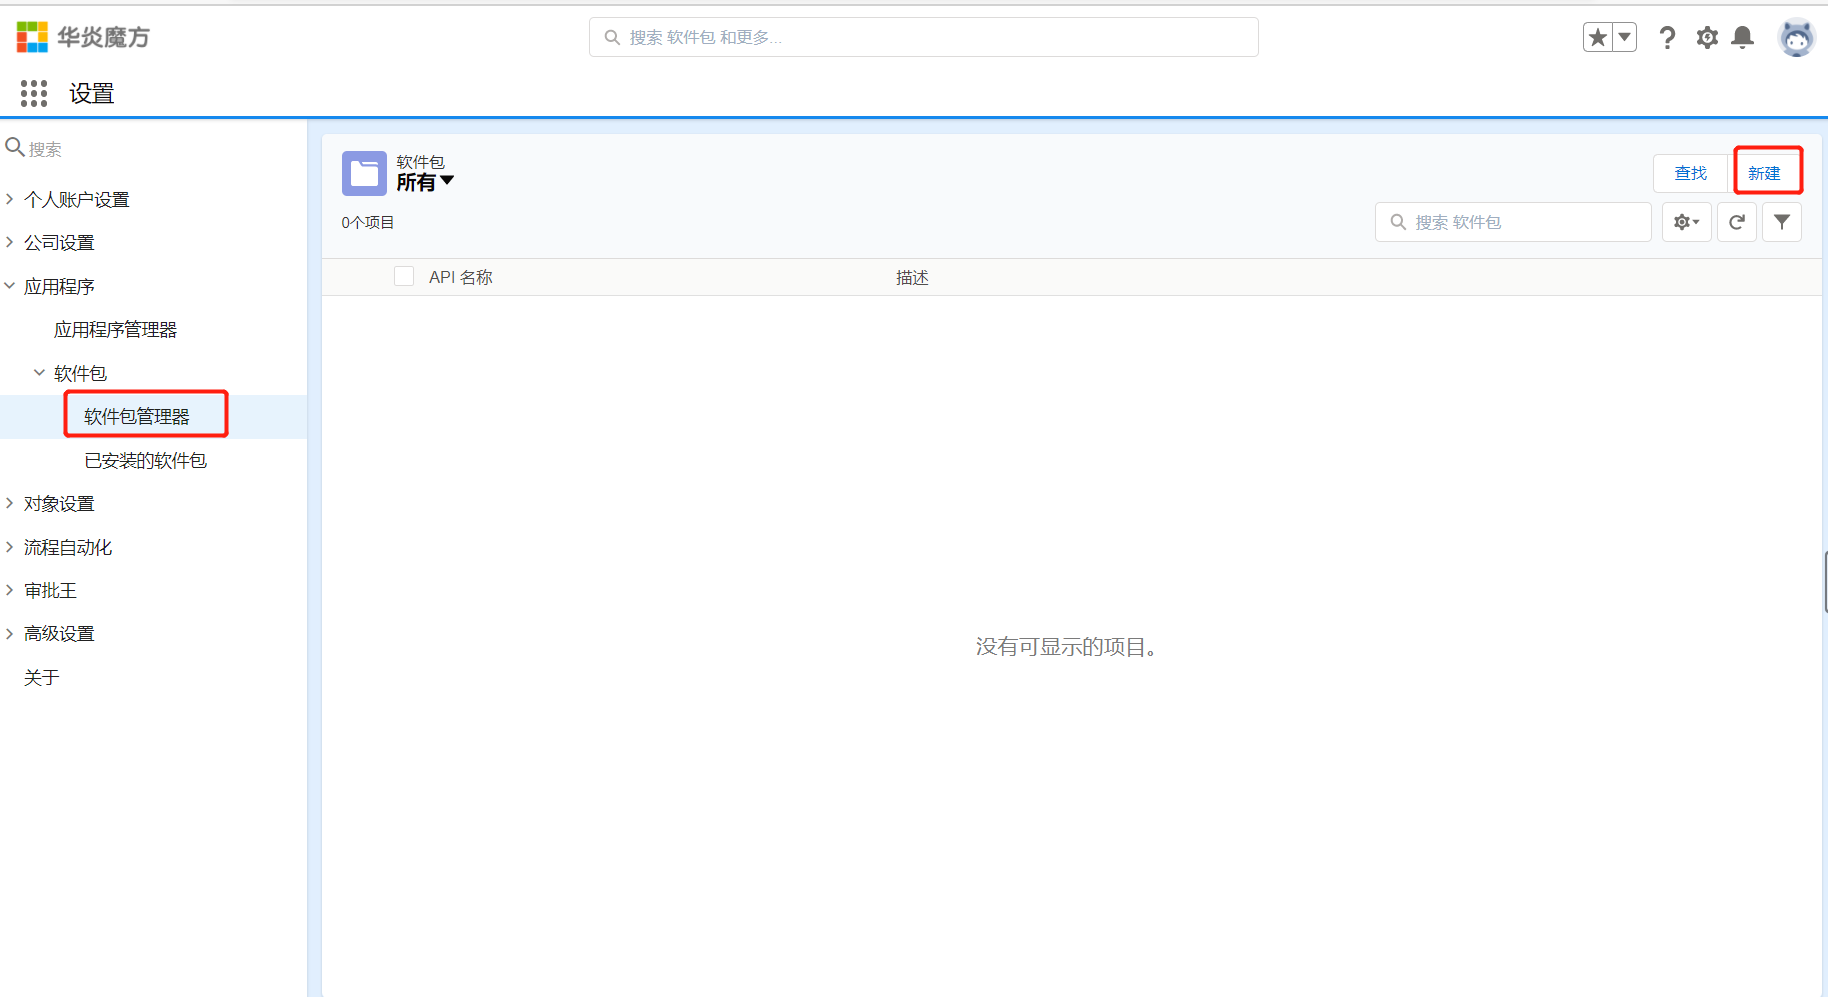 华炎魔方
搜索 软件包 和更多...
设置
搜索
个人账户设置
公司设置
应用程序
应用程序管理器
软件包
软件包管理器
已安装的软件包
对象设置
流程自动化
审批王
高级设置
关于
软件包
所有
查找
新建
0个项目
搜索 软件包
API 名称
描述
没有可显示的项目。